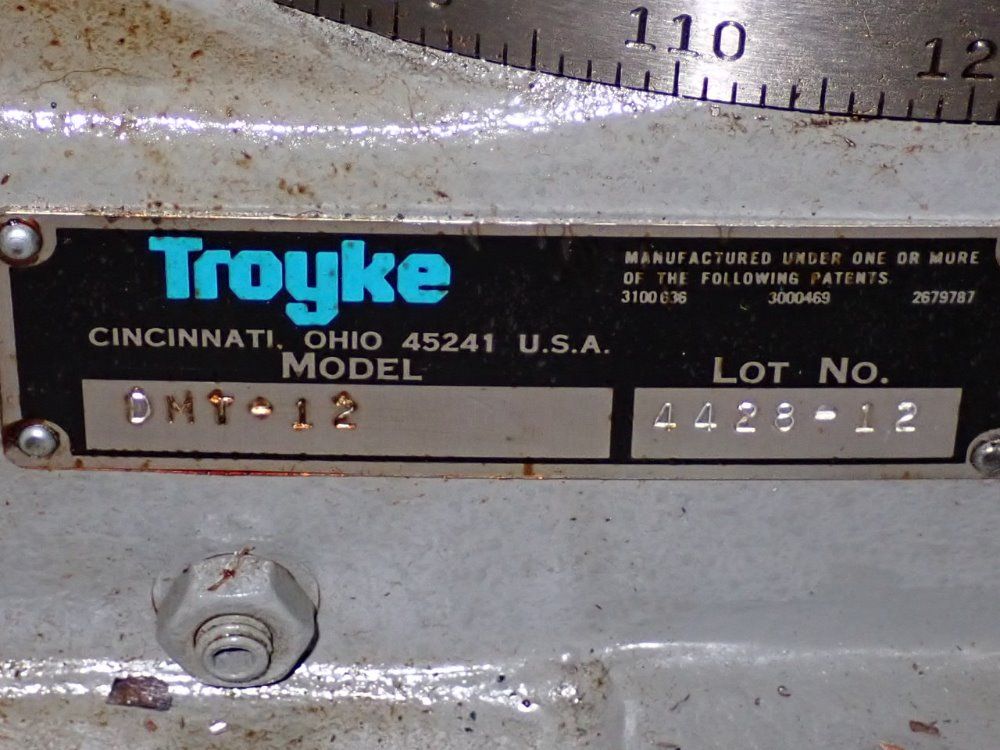 110
Troyke
CINCINNATI, OHIO 45241 U.S.A.
MANUFACTURED UNDER ONE OR MORE
OF THE FOLLOWING PATENTS
3100636 3000469 2679787
MODEL
DMT-12
LOT NO.
4428-12